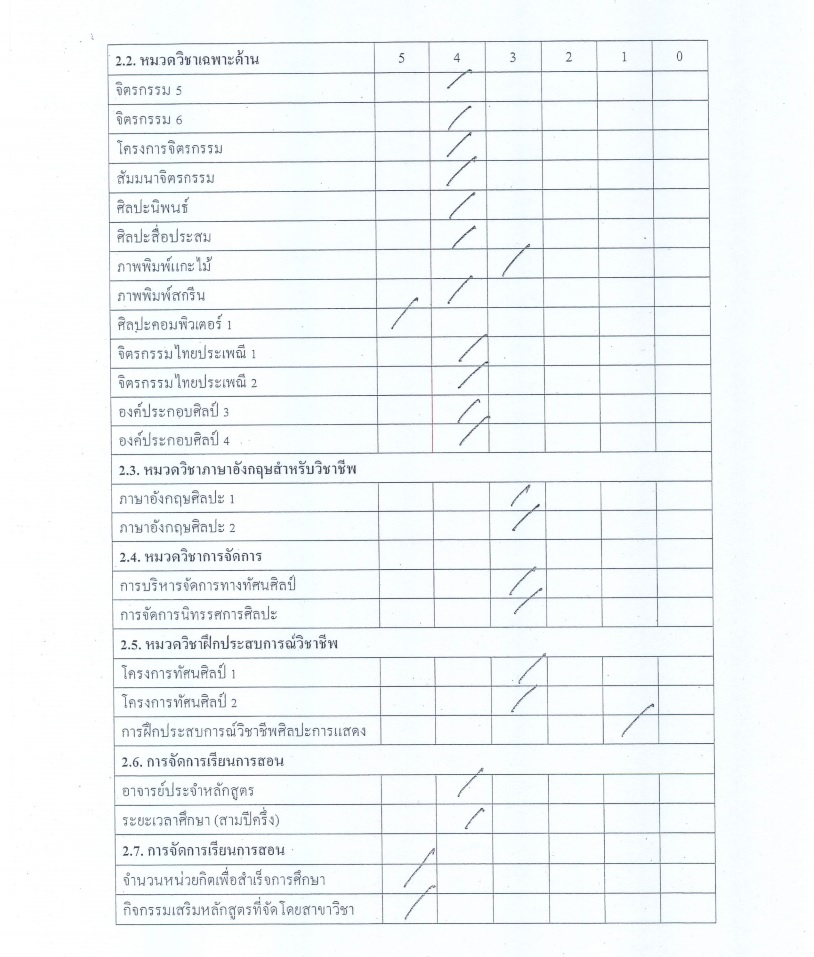 2.2. หมวดวิชาเฉพาะด้าน 5 4 3 2 1 0
จิตรกรรม 5 /
จิตรกรรม 6 /
โครงการจิตรกรรม /
สัมมนาจิตรกรรม /
ศิลปะนิพนธ์ /
ศิลปะสื่อประสม /
ภาพพิมพ์แกะไม้ /
ภาพพิมพ์สกรีน /
ศิลปะคอมพิวเตอร์ 1 /
จิตรกรรมไทยประเพณี 1 /
จิตรกรรมไทยประเพณี 2 /
องค์ประกอบศิลป์ 3 /
องค์ประกอบศิลป์ 4 /
2.3. หมวดวิชาภาษาอังกฤษสำหรับวิชาชีพ
ภาษาอังกฤษศิลปะ 1 /
ภาษาอังกฤษศิลปะ 2 /
2.4. หมวดวิชาการจัดการ
การบริหารจัดการทางทัศนศิลป์ /
การจัดการนิทรรศการศิลปะ /
2.5. หมวดวิชาฝึกประสบการณ์วิชาชีพ
โครงการทัศนศิลป์ 1 /
โครงการทัศนศิลป์ 2 /
การฝึกประสบการณ์วิชาชีพศิลปะการแสดง /
2.6. การจัดการเรียนการสอน
อาจารย์ประจำหลักสูตร /
ระยะเวลาศึกษา (สามปีครึ่ง) /
2.7. การจัดการเรียนการสอน
จำนวนหน่วยกิตเพื่อสำเร็จการศึกษา /
กิจกรรมเสริมหลักสูตรที่จัดโดยสาขาวิชา /